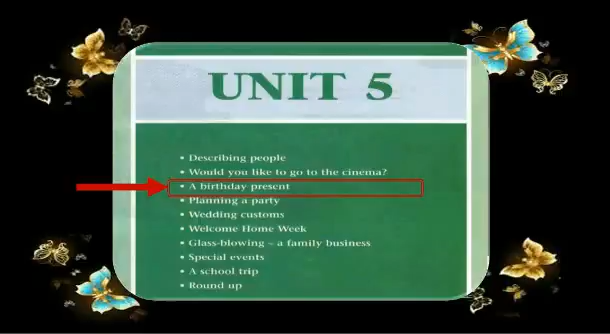 UNIT 5
• Describing people
• Would you like to go to the cinema?
• A birthday present
• Planning a party
• Wedding customs
• Welcome Home Week
• Glass-blowing – a family business
• Special events
• A school trip
• Round up